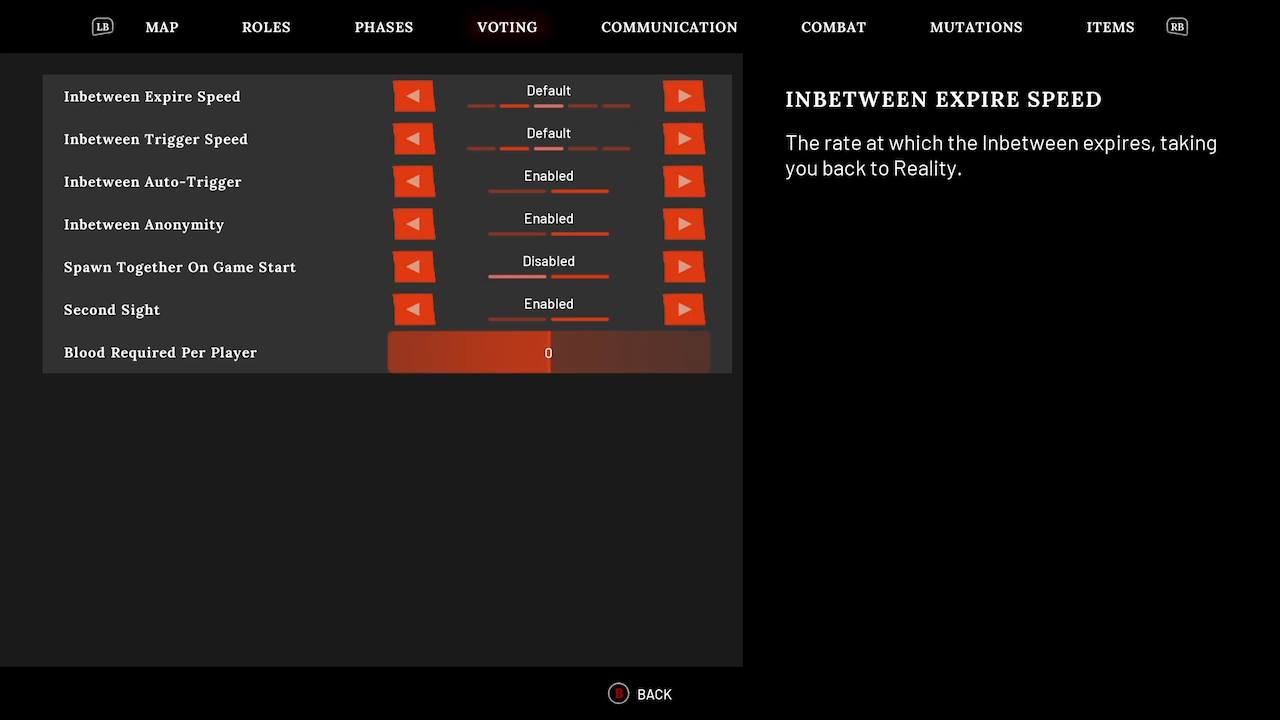 LB MAP ROLES PHASES VOTING COMMUNICATION COMBAT MUTATIONS ITEMS RB
Inbetween Expire Speed Default
Inbetween Trigger Speed Default
Inbetween Auto-Trigger Enabled
Inbetween Anonymity Enabled
Spawn Together On Game Start Disabled
Second Sight Enabled
Blood Required Per Player 0
INBETWEEN EXPIRE SPEED
The rate at which the Inbetween expires, taking
you back to Reality.
B BACK